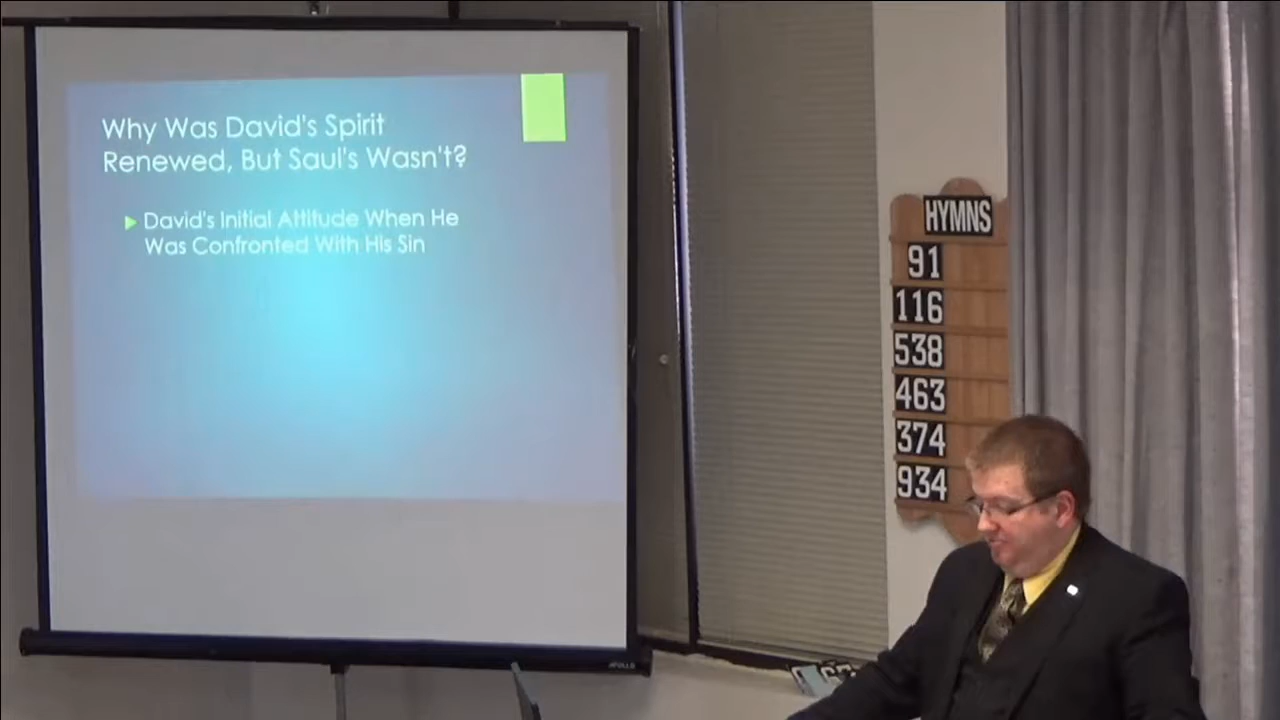 Why Was David's Spirit
Renewed, But Saul's Wasn't?
David's Initial Attitude When He
Was Confronted With His Sin
HYMNS
91
116
538
463
374
934
APOLLO